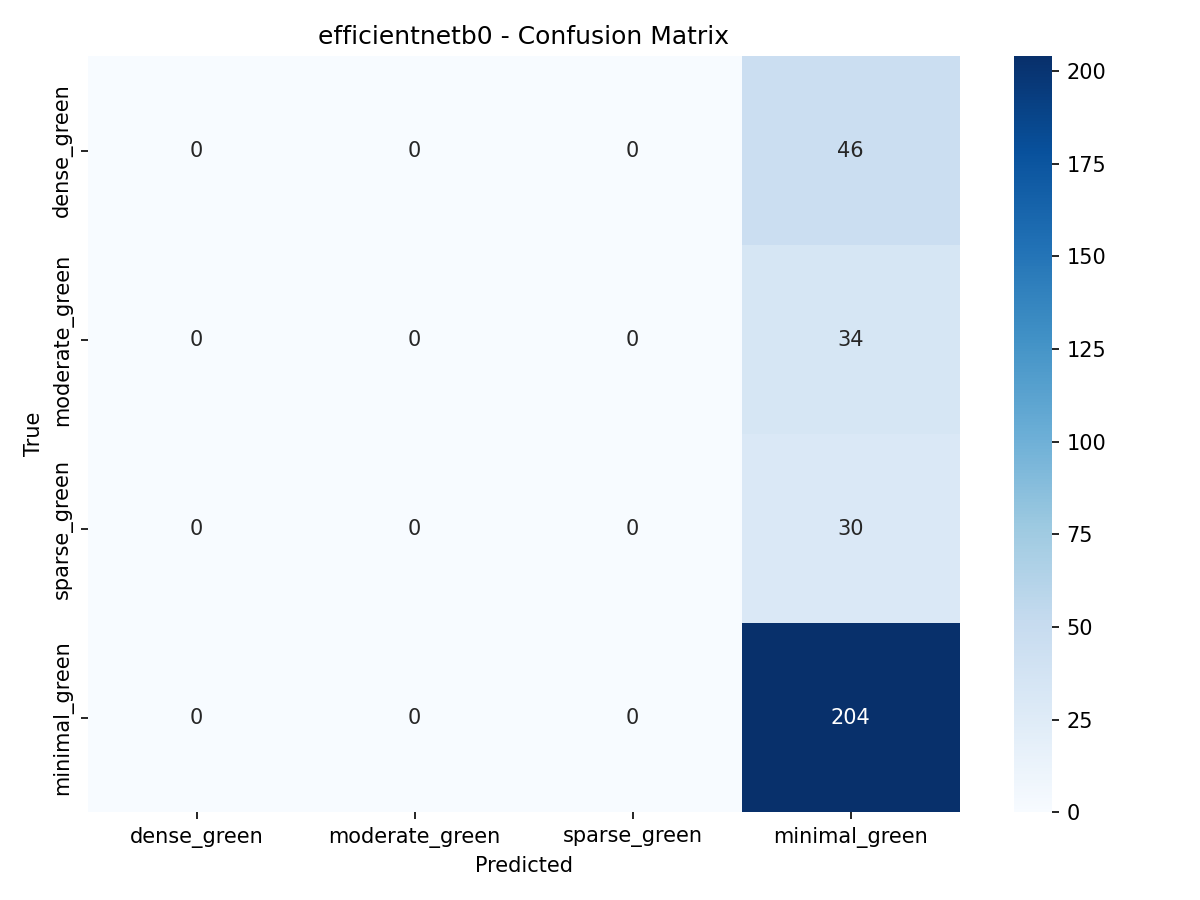 efficientnetb0 - Confusion Matrix
True
dense_green
0 0 0 46
moderate_green
0 0 0 34
sparse_green
0 0 0 30
minimal_green
0 0 0 204
dense_green moderate_green sparse_green minimal_green
Predicted
200
175
150
125
100
75
50
25
0